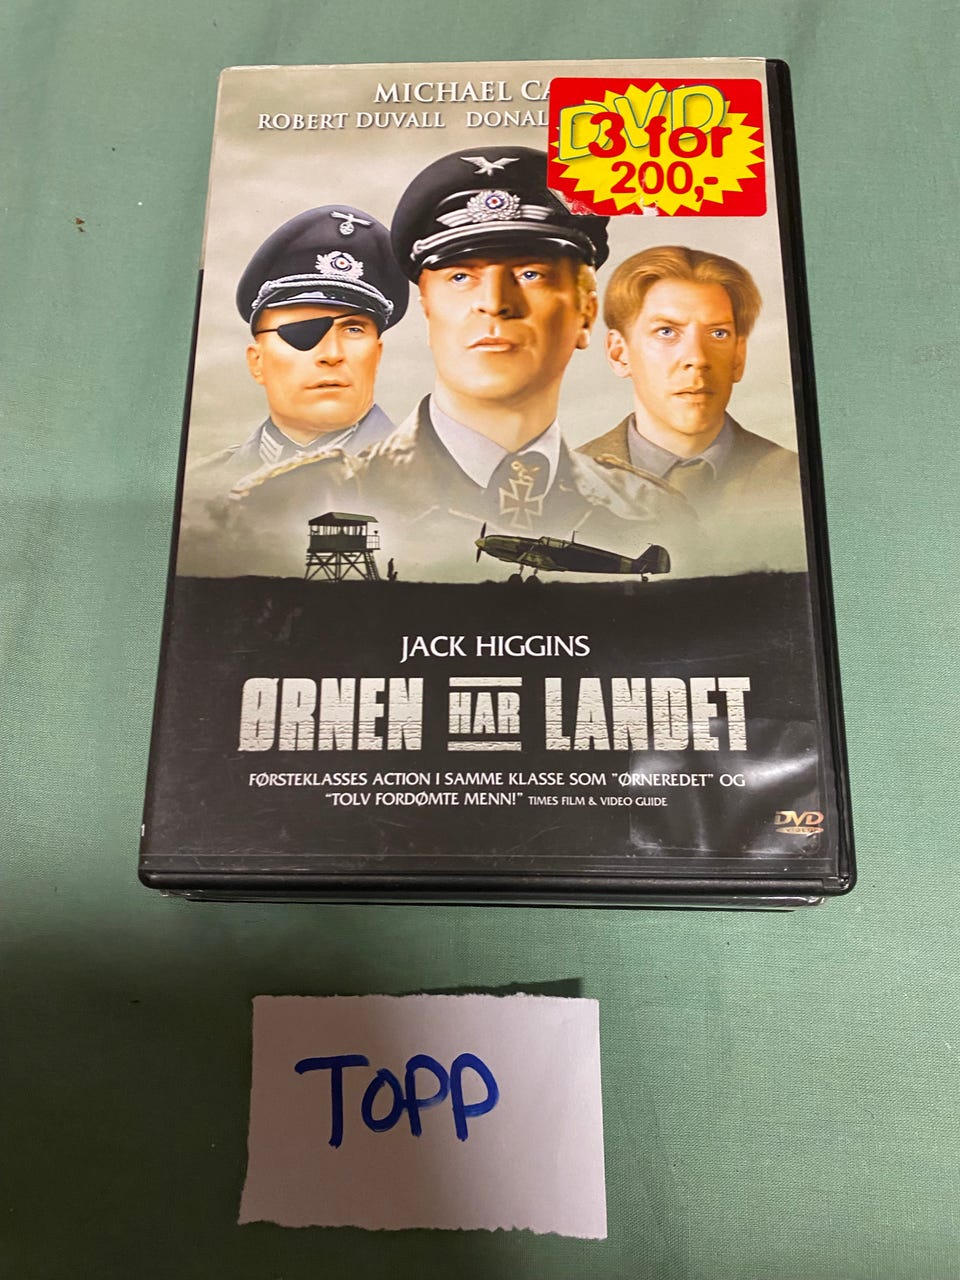 MICHAEL CA
ROBERT DUVALL DONAL
DVD
3 for
200,-
JACK HIGGINS
ØRNEN HAR LANDET
FØRSTEKLASSES ACTION I SAMME KLASSE SOM "ØRNEREDET" OG
"TOLV FORDØMTE MENN!" TIMES FILM & VIDEO GUIDE
DVD
VIDEO
TOPP